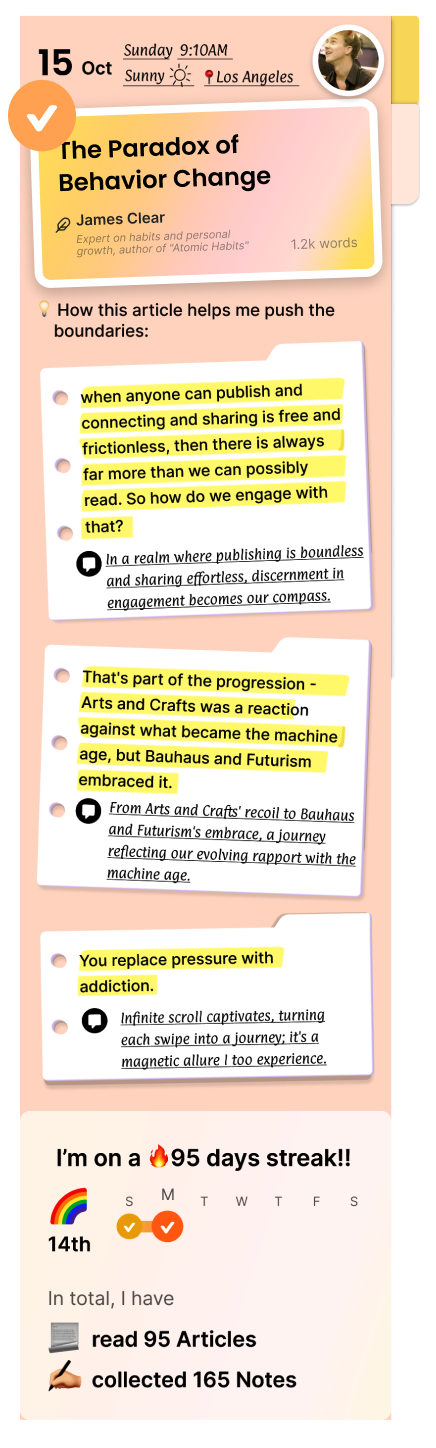 15 Oct
Sunday 9:10AM
Sunny Los Angeles
The Paradox of
Behavior Change
James Clear
Expert on habits and personal
growth, author of "Atomic Habits"
1.2k words
How this article helps me push the
boundaries:
when anyone can publish and
connecting and sharing is free and
frictionless, then there is always
far more than we can possibly
read. So how do we engage with
that?
In a realm where publishing is boundless
and sharing effortless, discernment in
engagement becomes our compass.
That's part of the progression -
Arts and Crafts was a reaction
against what became the machine
age, but Bauhaus and Futurism
embraced it.
From Arts and Crafts' recoil to Bauhaus
and Futurism's embrace, a journey
reflecting our evolving rapport with the
machine age.
You replace pressure with
addiction.
Infinite scroll captivates, turning
each swipe into a journey; it's a
magnetic allure I too experience.
I'm on a 🔥95 days streak!!
S M T W T F S
14th
In total, I have
read 95 Articles
collected 165 Notes